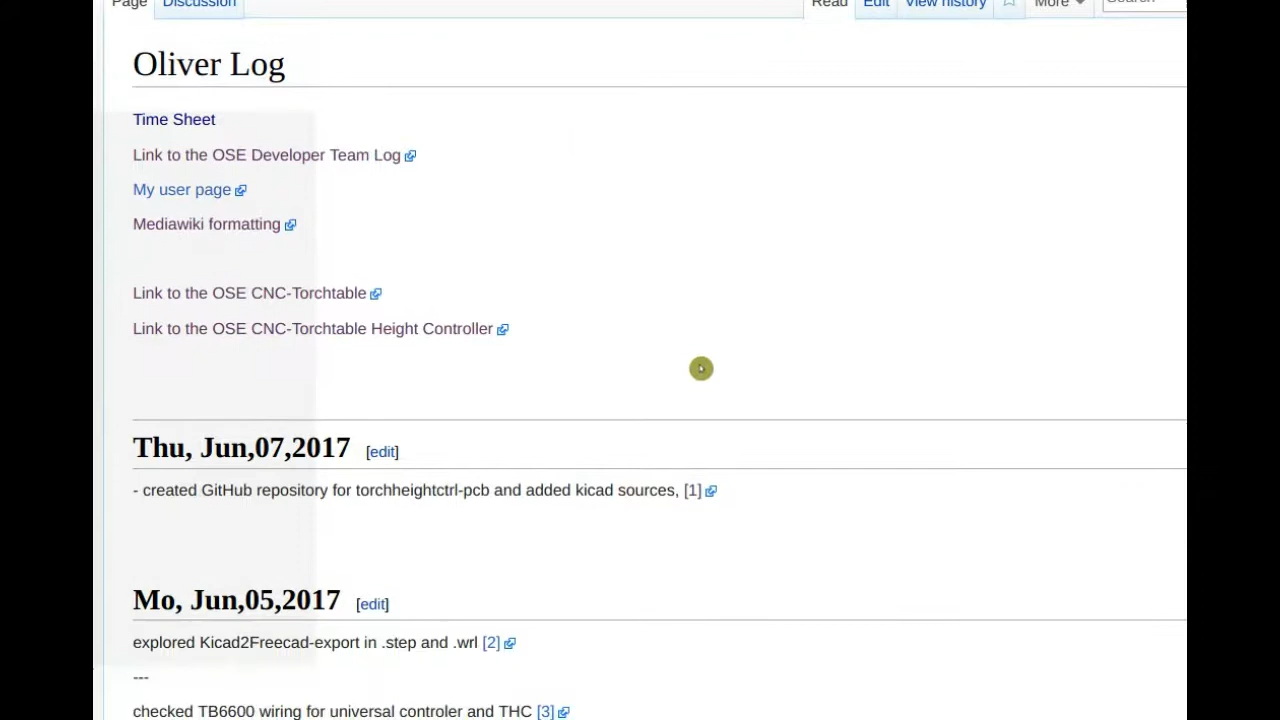 Page Discussion Read Edit View history More Search
Oliver Log
Time Sheet
Link to the OSE Developer Team Log
My user page
Mediawiki formatting
Link to the OSE CNC-Torchtable
Link to the OSE CNC-Torchtable Height Controller
Thu, Jun,07,2017 [edit]
- created GitHub repository for torchheightctrl-pcb and added kicad sources, [1]
Mo, Jun,05,2017 [edit]
explored Kicad2Freecad-export in .step and .wrl [2]
---
checked TB6600 wiring for universal controler and THC [3]